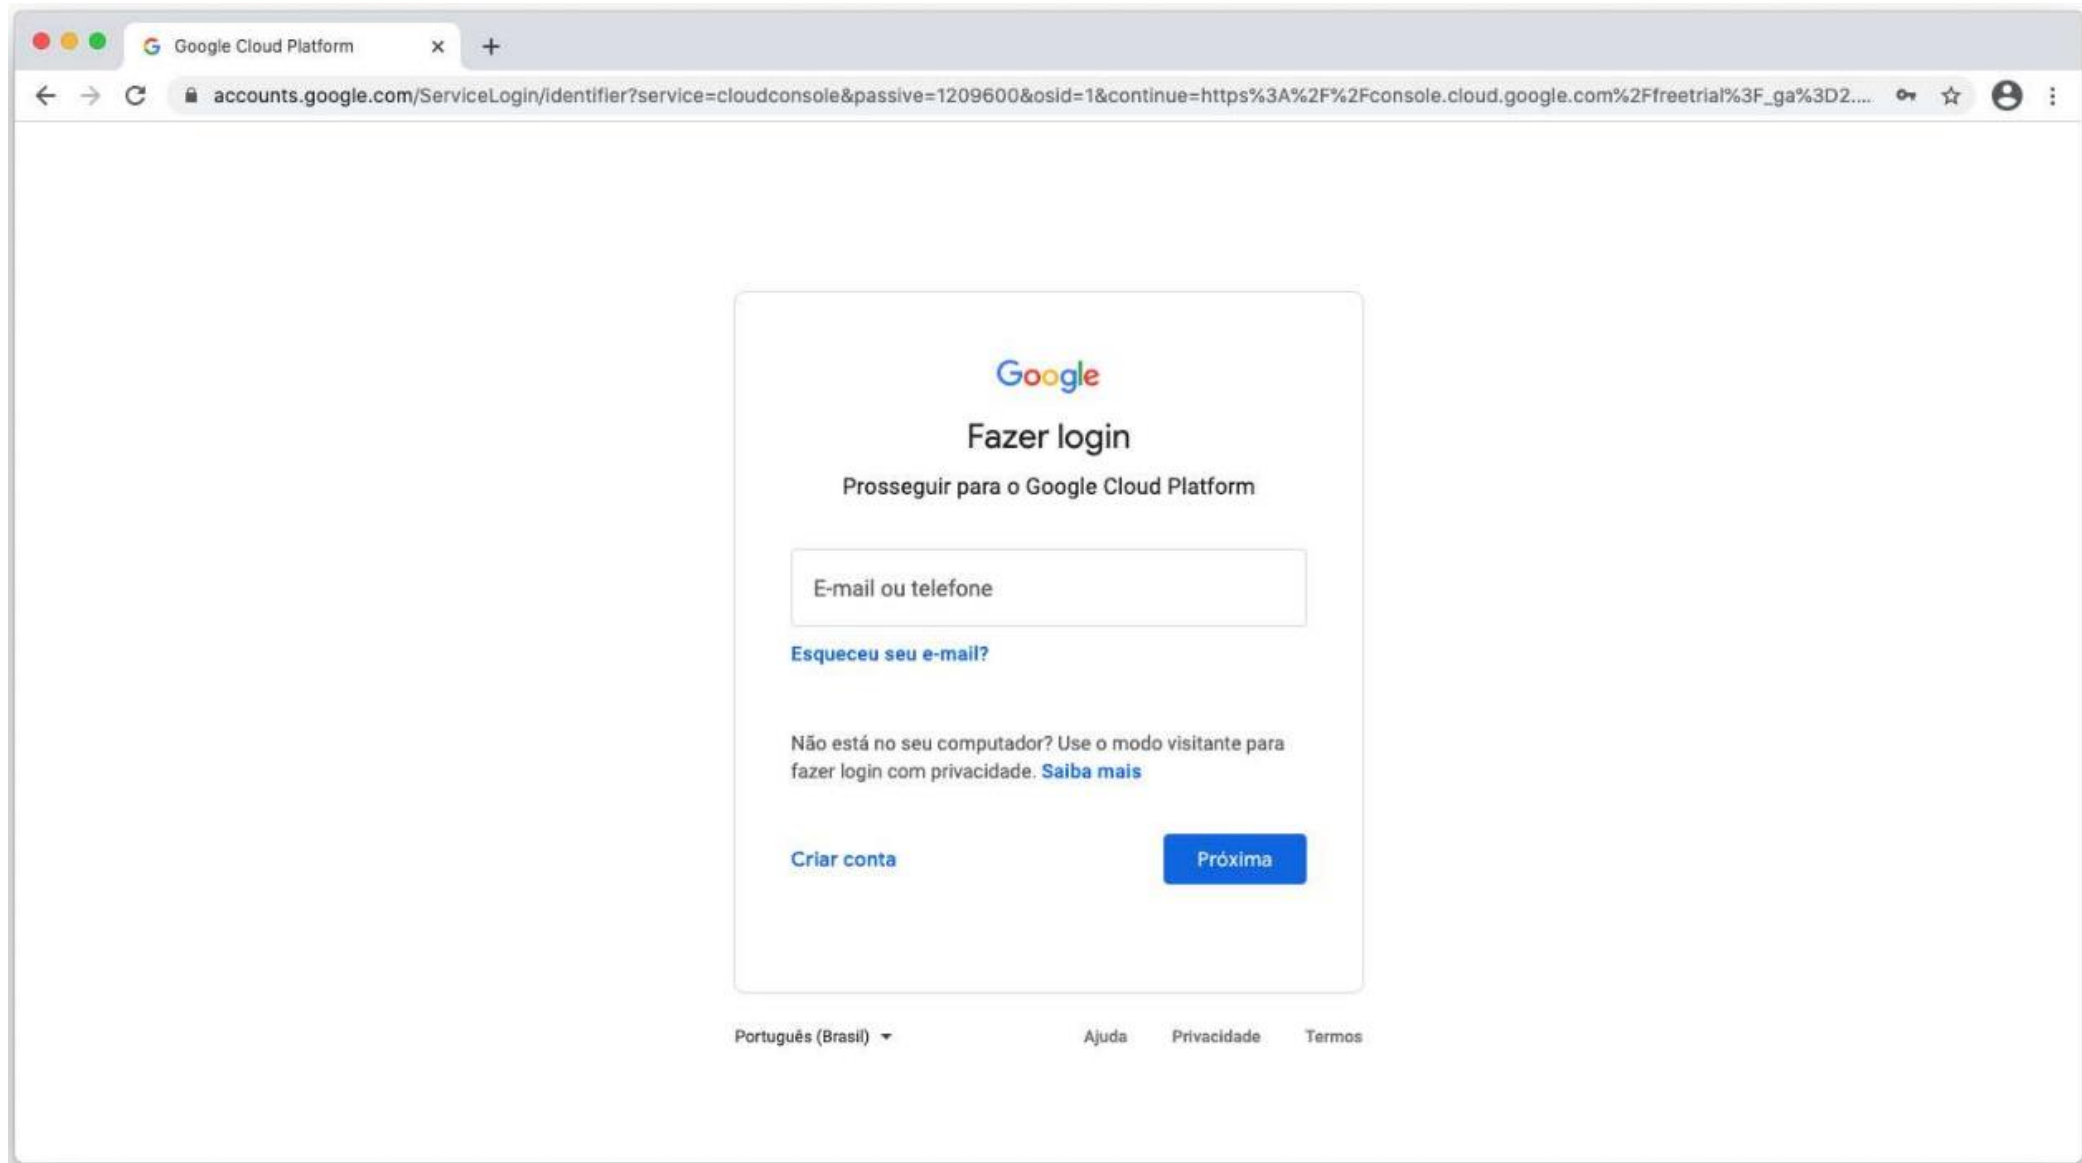 Google Cloud Platform
accounts.google.com/ServiceLogin/identifier?service=cloudconsole&passive=1209600&osid=1&continue=https%3A%2F%2Fconsole.cloud.google.com%2Ffreetrial%3F_ga%3D2....
Google
Fazer login
Prosseguir para o Google Cloud Platform
E-mail ou telefone
Esqueceu seu e-mail?
Não está no seu computador? Use o modo visitante para
fazer login com privacidade. Saiba mais
Criar conta Próxima
Português (Brasil) Ajuda Privacidade Termos